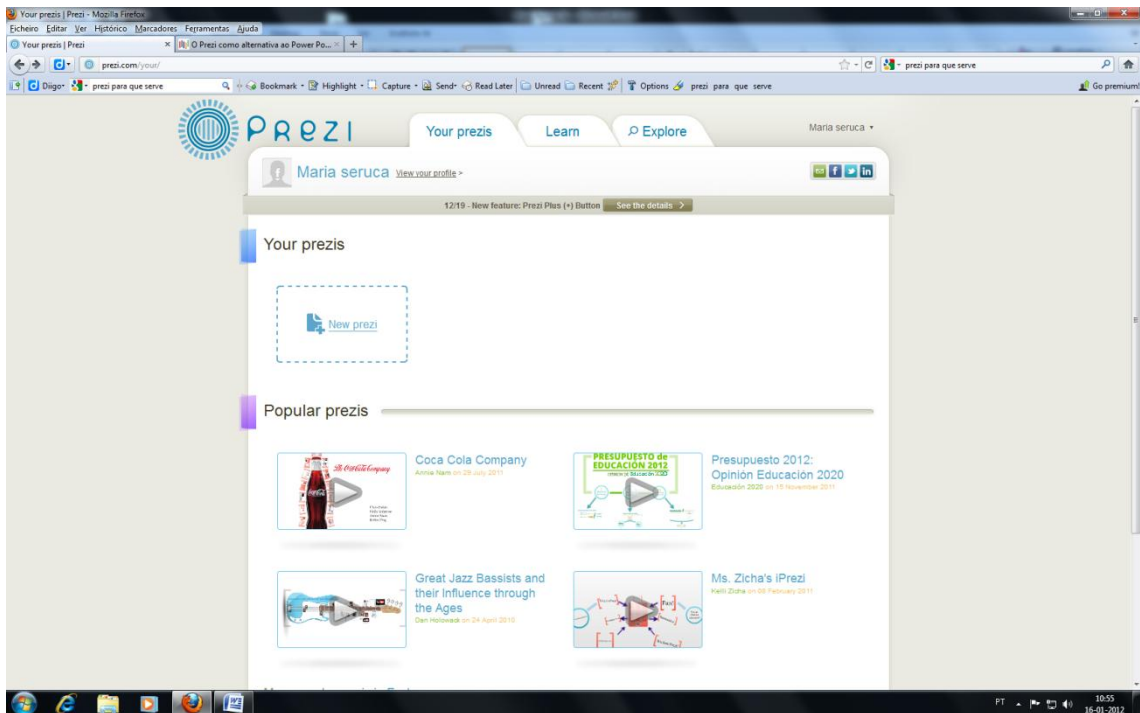 Your prezis | Prezi - Mozilla Firefox
Ficheiro Editar Ver Histórico Marcadores Ferramentas Ajuda
Your prezis | Prezi × O Prezi como alternativa ao Power Po... × +
prezi.com/your/ prezi para que serve
Diigo prezi para que serve Bookmark Highlight Capture Send Read Later Unread Recent Options prezi para que serve Go premium!
PREZI Your prezis Learn Explore Maria seruca
Maria seruca View your profile >
12/19 - New feature: Prezi Plus (+) Button See the details >
Your prezis
New prezi
Popular prezis
The Coca-Cola Company
Coca Cola Company
Annie Nam on 29 July 2011
PRESUPUESTO de
EDUCACIÓN 2012
Presupuesto 2012:
Opinión Educación 2020
Educación 2020 on 15 November 2011
Great Jazz Bassists and
their Influence through
the Ages
Dan Holowack on 24 April 2010
Ms. Zicha's iPrezi
Kelli Zicha on 08 February 2011
PT 10:55
16-01-2012